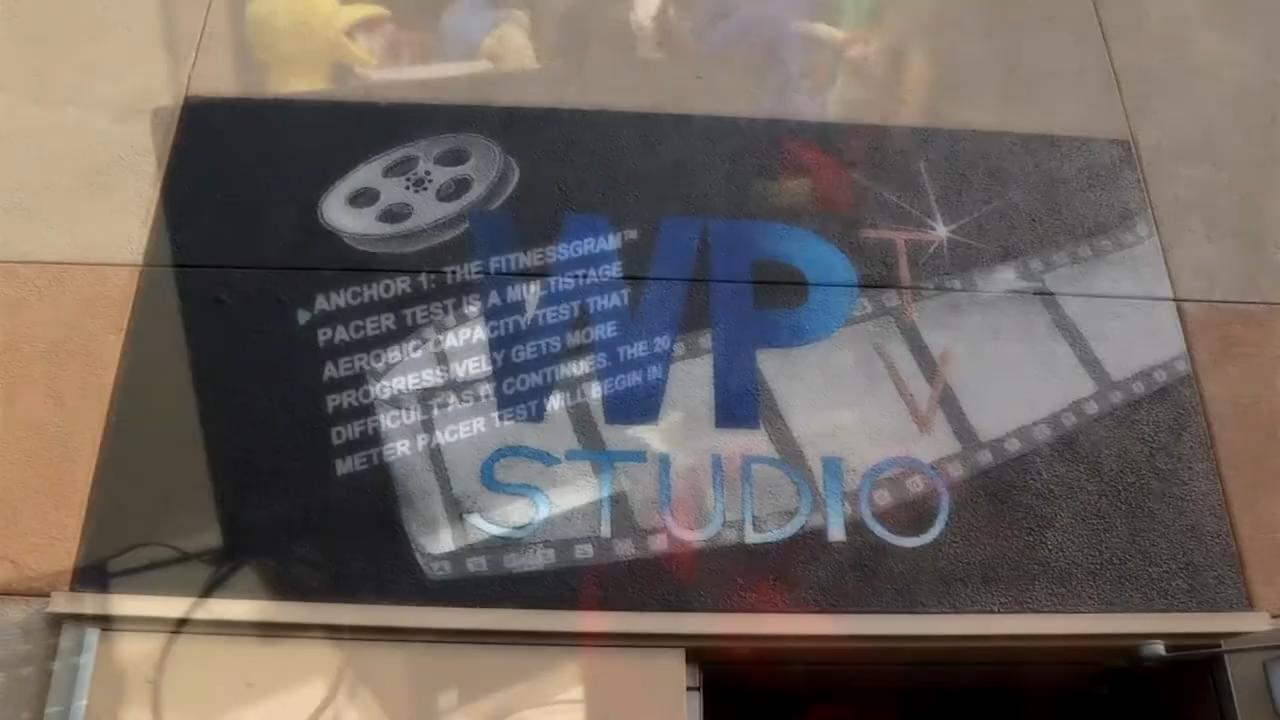 WP
TV
STUDIO
ANCHOR 1: THE FITNESSGRAM™
PACER TEST IS A MULTISTAGE
AEROBIC CAPACITY TEST THAT
PROGRESSIVELY GETS MORE
DIFFICULT AS IT CONTINUES. THE 20
METER PACER TEST WILL BEGIN IN